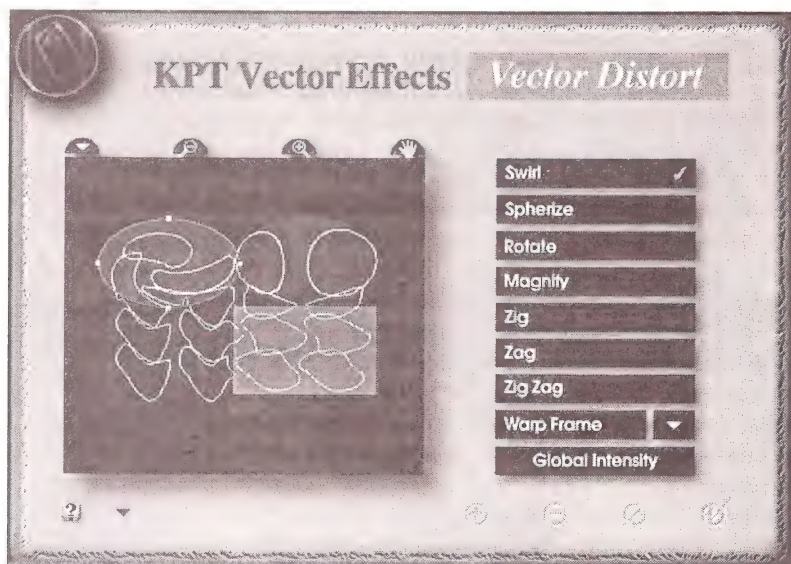 KPT Vector Effects Vector Distort
Swirl
Spherize
Rotate
Magnify
Zig
Zag
Zig Zag
Warp Frame
Global Intensity
?